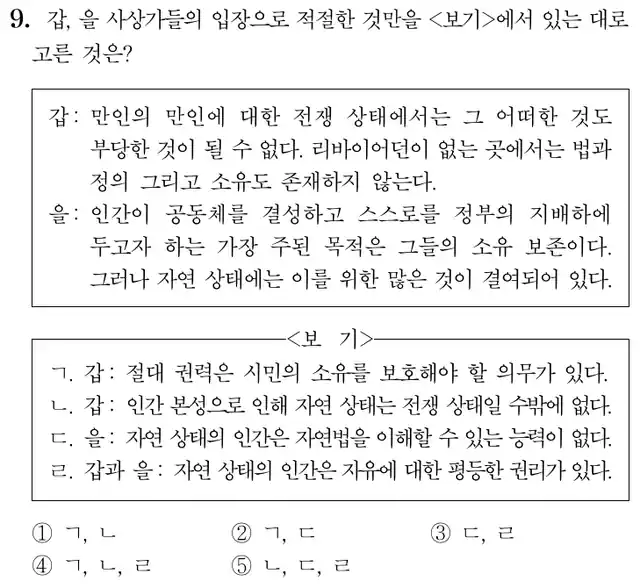 9. 갑, 을 사상가들의 입장으로 적절한 것만을 <보기>에서 있는 대로
고른 것은?
갑: 만인의 만인에 대한 전쟁 상태에서는 그 어떠한 것도
부당한 것이 될 수 없다. 리바이어던이 없는 곳에서는 법과
정의 그리고 소유도 존재하지 않는다.
을: 인간이 공동체를 결성하고 스스로를 정부의 지배하에
두고자 하는 가장 주된 목적은 그들의 소유 보존이다.
그러나 자연 상태에는 이를 위한 많은 것이 결여되어 있다.
<보 기>
ㄱ. 갑: 절대 권력은 시민의 소유를 보호해야 할 의무가 있다.
ㄴ. 갑: 인간 본성으로 인해 자연 상태는 전쟁 상태일 수밖에 없다.
ㄷ. 을: 자연 상태의 인간은 자연법을 이해할 수 있는 능력이 없다.
ㄹ. 갑과 을: 자연 상태의 인간은 자유에 대한 평등한 권리가 있다.
① ㄱ, ㄴ ② ㄱ, ㄷ ③ ㄷ, ㄹ
④ ㄱ, ㄴ, ㄹ ⑤ ㄴ, ㄷ, ㄹ